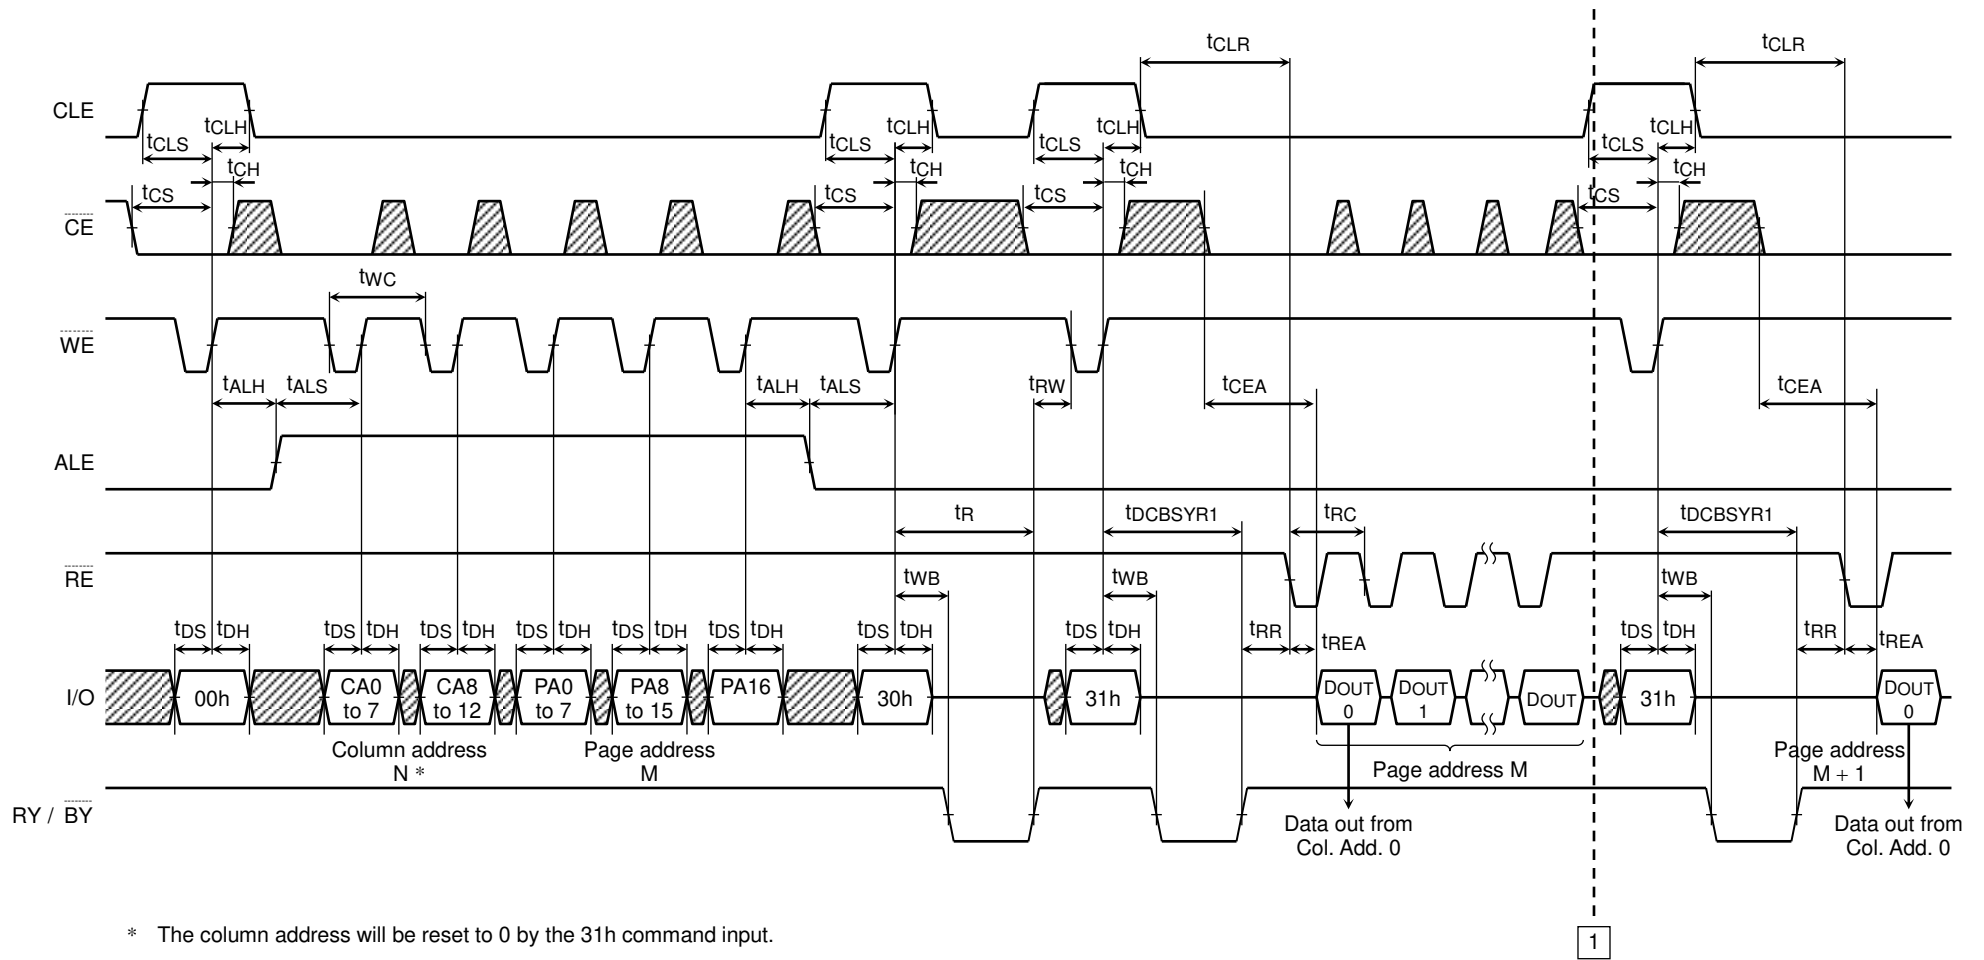 tCLR tCLR
CLE
tCLH tCLH tCLH tCLH
tCLS tCLS tCLS tCLS
tCH tCH tCH tCH
tCS tCS tCS tCS
CE
tWC
WE
tALH tALS tALH tALS tRW tCEA tCEA
ALE
tR tDCBSYR1 tRC tDCBSYR1
RE
tWB tWB tWB
tDS tDH tDS tDH tDS tDH tDS tDH tDS tDH tDS tDH tDS tDH tDS tDH tRR tREA tDS tDH tRR tREA
I/O 00h CA0 to 7 CA8 to 12 PA0 to 7 PA8 to 15 PA16 30h 31h DOUT 0 DOUT 1 DOUT 31h DOUT 0
Column address
N *
Page address
M
Page address M
Page address
M + 1
RY / BY
Data out from
Col. Add. 0
Data out from
Col. Add. 0
* The column address will be reset to 0 by the 31h command input.
1